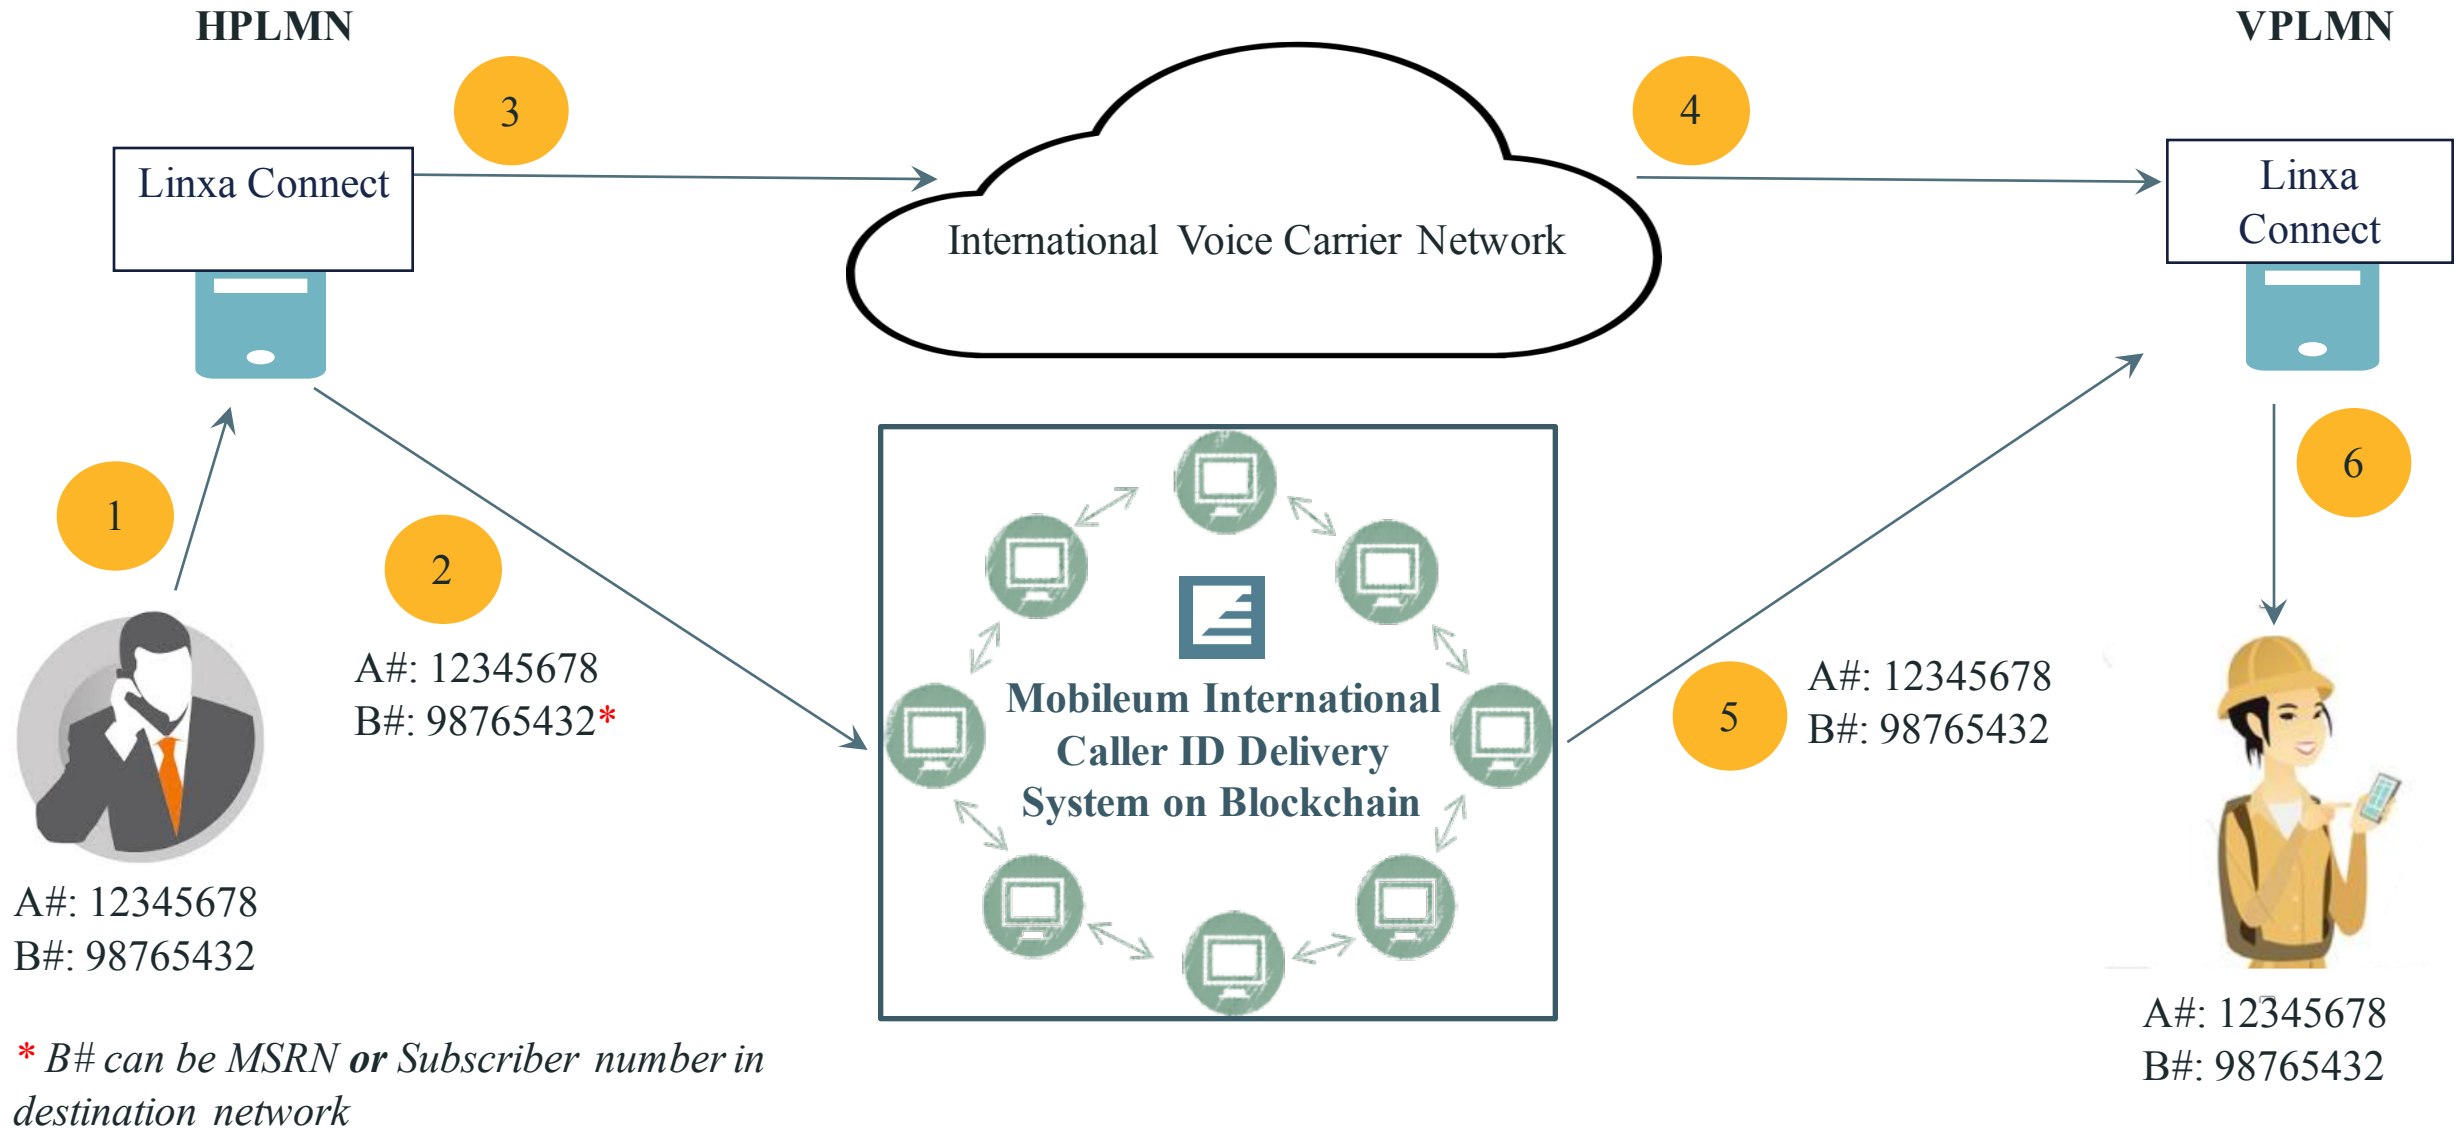 HPLMN
VPLMN
3
4
Linxa Connect
International Voice Carrier Network
Linxa
Connect
1
2
A#: 12345678
B#: 98765432*
Mobileum International
Caller ID Delivery
System on Blockchain
5
A#: 12345678
B#: 98765432
6
A#: 12345678
B#: 98765432
A#: 12345678
B#: 98765432
* B# can be MSRN or Subscriber number in
destination network